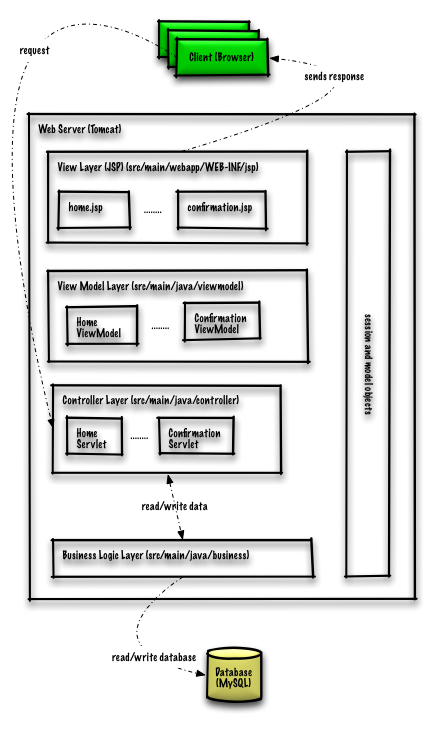 request
Client (Browser)
sends response
Web Server (Tomcat)
View Layer (JSP) (src/main/webapp/WEB-INF/jsp)
home.jsp
........
confirmation.jsp
View Model Layer (src/main/java/viewmodel)
Home
ViewModel
........
Confirmation
ViewModel
session and model objects
Controller Layer (src/main/java/controller)
Home
Servlet
........
Confirmation
Servlet
read/write data
Business Logic Layer (src/main/java/business)
read/write database
Database
(MySQL)